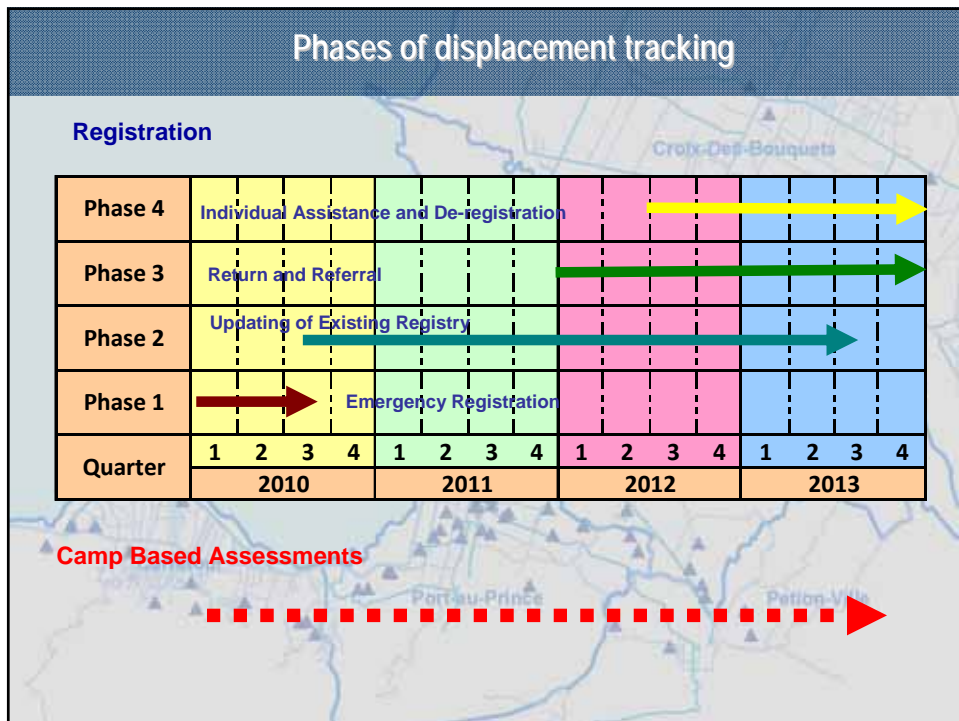 Phases of displacement tracking
Registration
Croix-Des-Bouquets
Phase 4 Individual Assistance and De-registration
Phase 3 Return and Referral
Phase 2 Updating of Existing Registry
Phase 1 Emergency Registration
Quarter 1 2 3 4 1 2 3 4 1 2 3 4 1 2 3 4
2010 2011 2012 2013
Camp Based Assessments
Port-au-Prince Petion-Ville